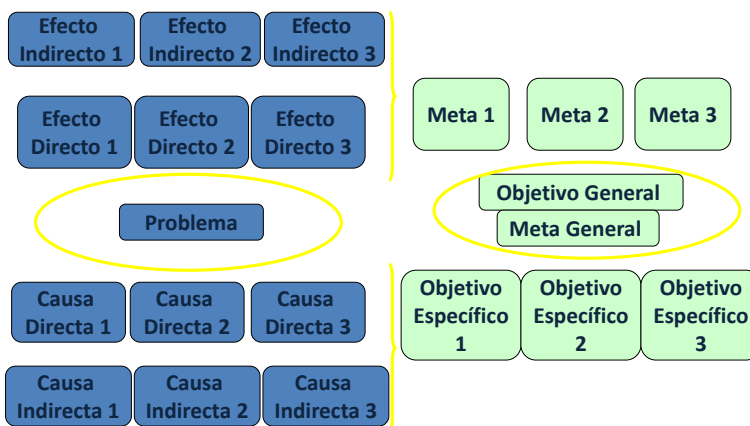 Efecto
Indirecto 1
Efecto
Indirecto 2
Efecto
Indirecto 3
Efecto
Directo 1
Efecto
Directo 2
Efecto
Directo 3
Problema
Causa
Directa 1
Causa
Directa 2
Causa
Directa 3
Causa
Indirecta 1
Causa
Indirecta 2
Causa
Indirecta 3
Meta 1
Meta 2
Meta 3
Objetivo General
Meta General
Objetivo
Específico
1
Objetivo
Específico
2
Objetivo
Específico
3